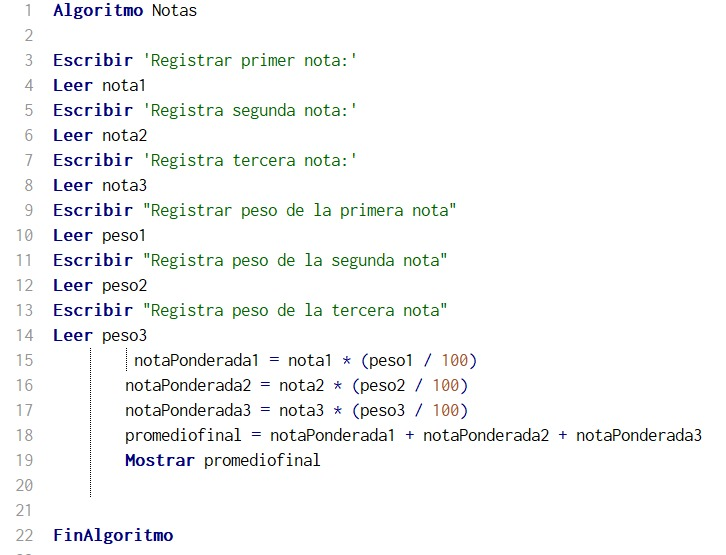 1 Algoritmo Notas
2
3 Escribir 'Registrar primer nota:'
4 Leer nota1
5 Escribir 'Registra segunda nota:'
6 Leer nota2
7 Escribir 'Registra tercera nota:'
8 Leer nota3
9 Escribir "Registrar peso de la primera nota"
10 Leer peso1
11 Escribir "Registra peso de la segunda nota"
12 Leer peso2
13 Escribir "Registra peso de la tercera nota"
14 Leer peso3
15 notaPonderada1 = nota1 * (peso1 / 100)
16 notaPonderada2 = nota2 * (peso2 / 100)
17 notaPonderada3 = nota3 * (peso3 / 100)
18 promediofinal = notaPonderada1 + notaPonderada2 + notaPonderada3
19 Mostrar promediofinal
20
21
22 FinAlgoritmo